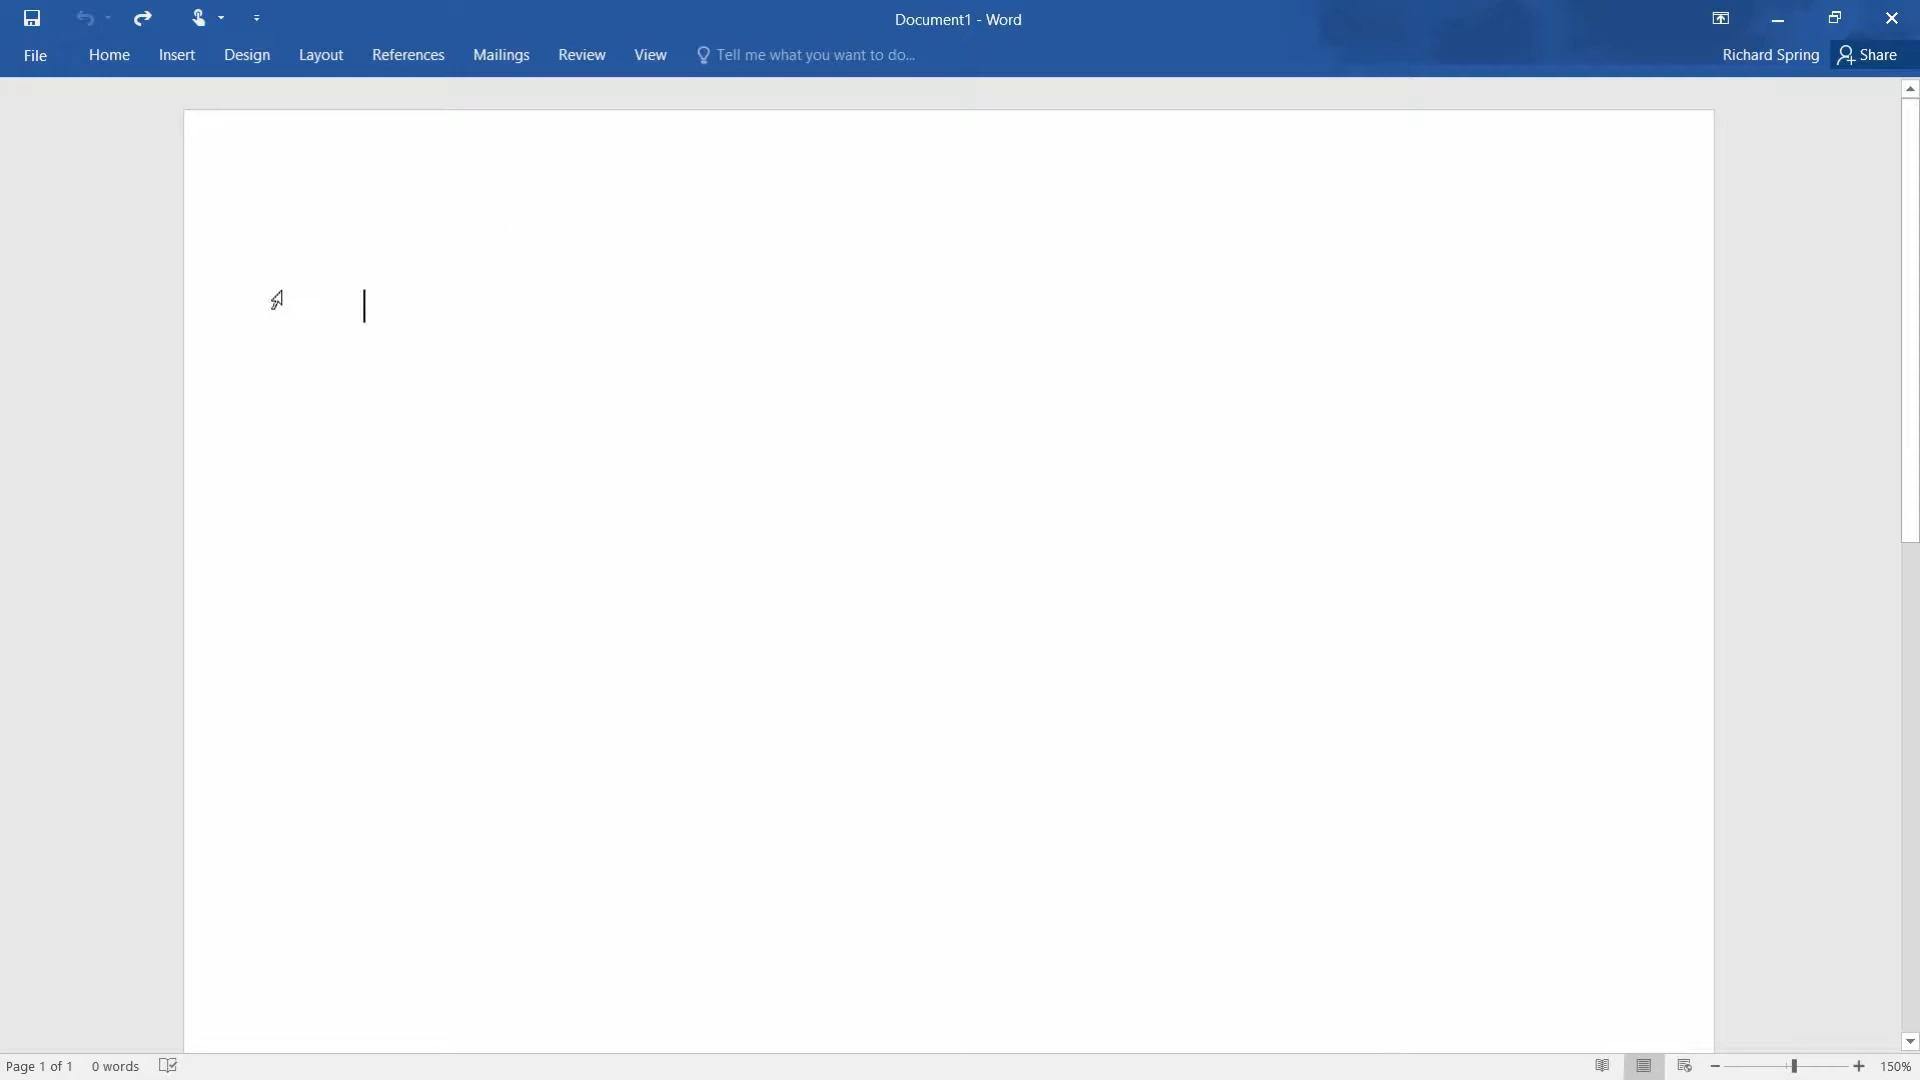 Document1 - Word
File Home Insert Design Layout References Mailings Review View Tell me what you want to do... Richard Spring Share
Page 1 of 1 0 words 150%